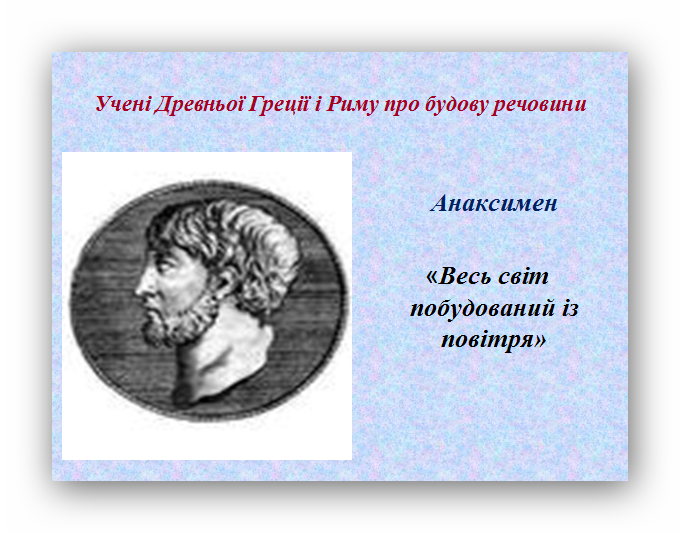 Учені Древньої Греції і Риму про будову речовини
Анаксимен
«Весь світ
побудований із
повітря»